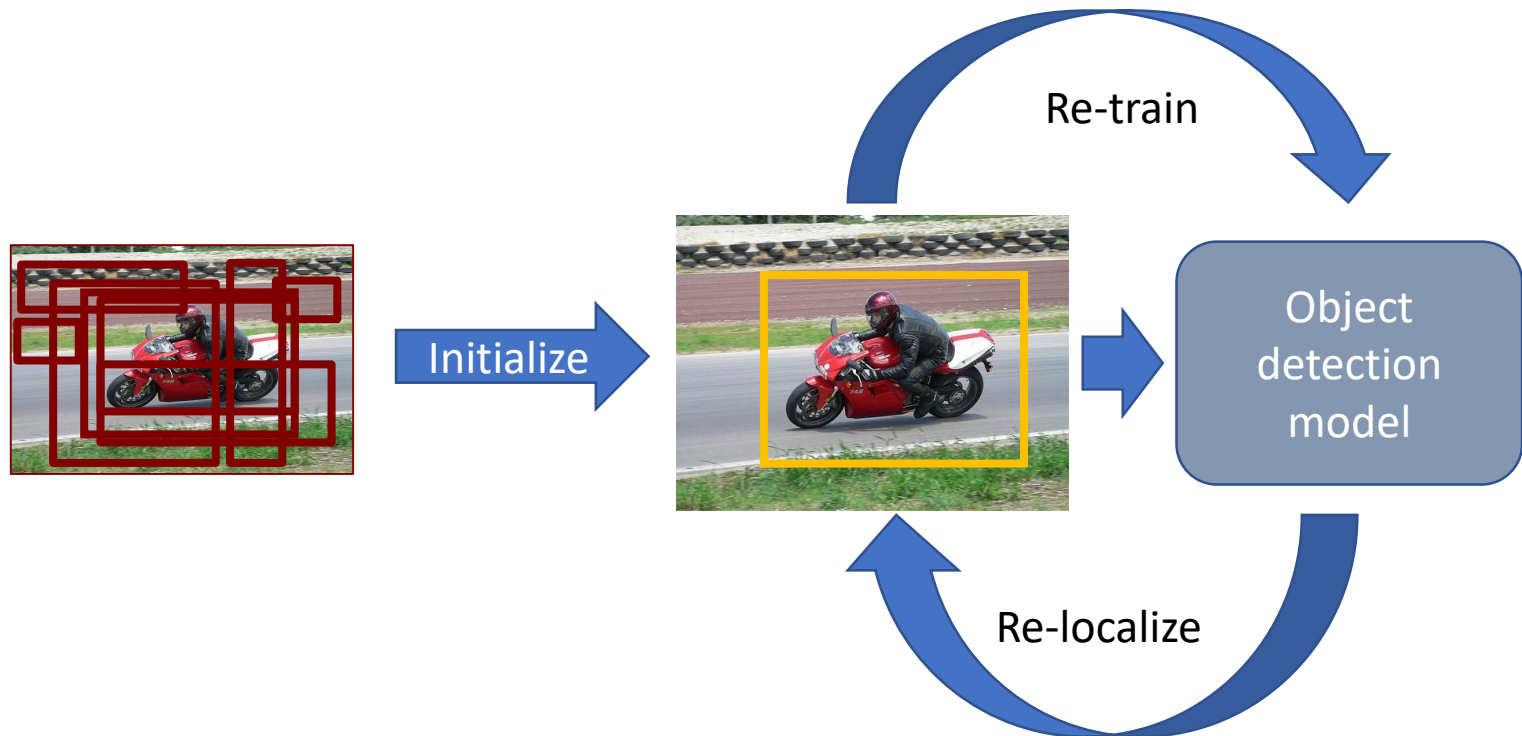 Re-train
Initialize
Object
detection
model
Re-localize